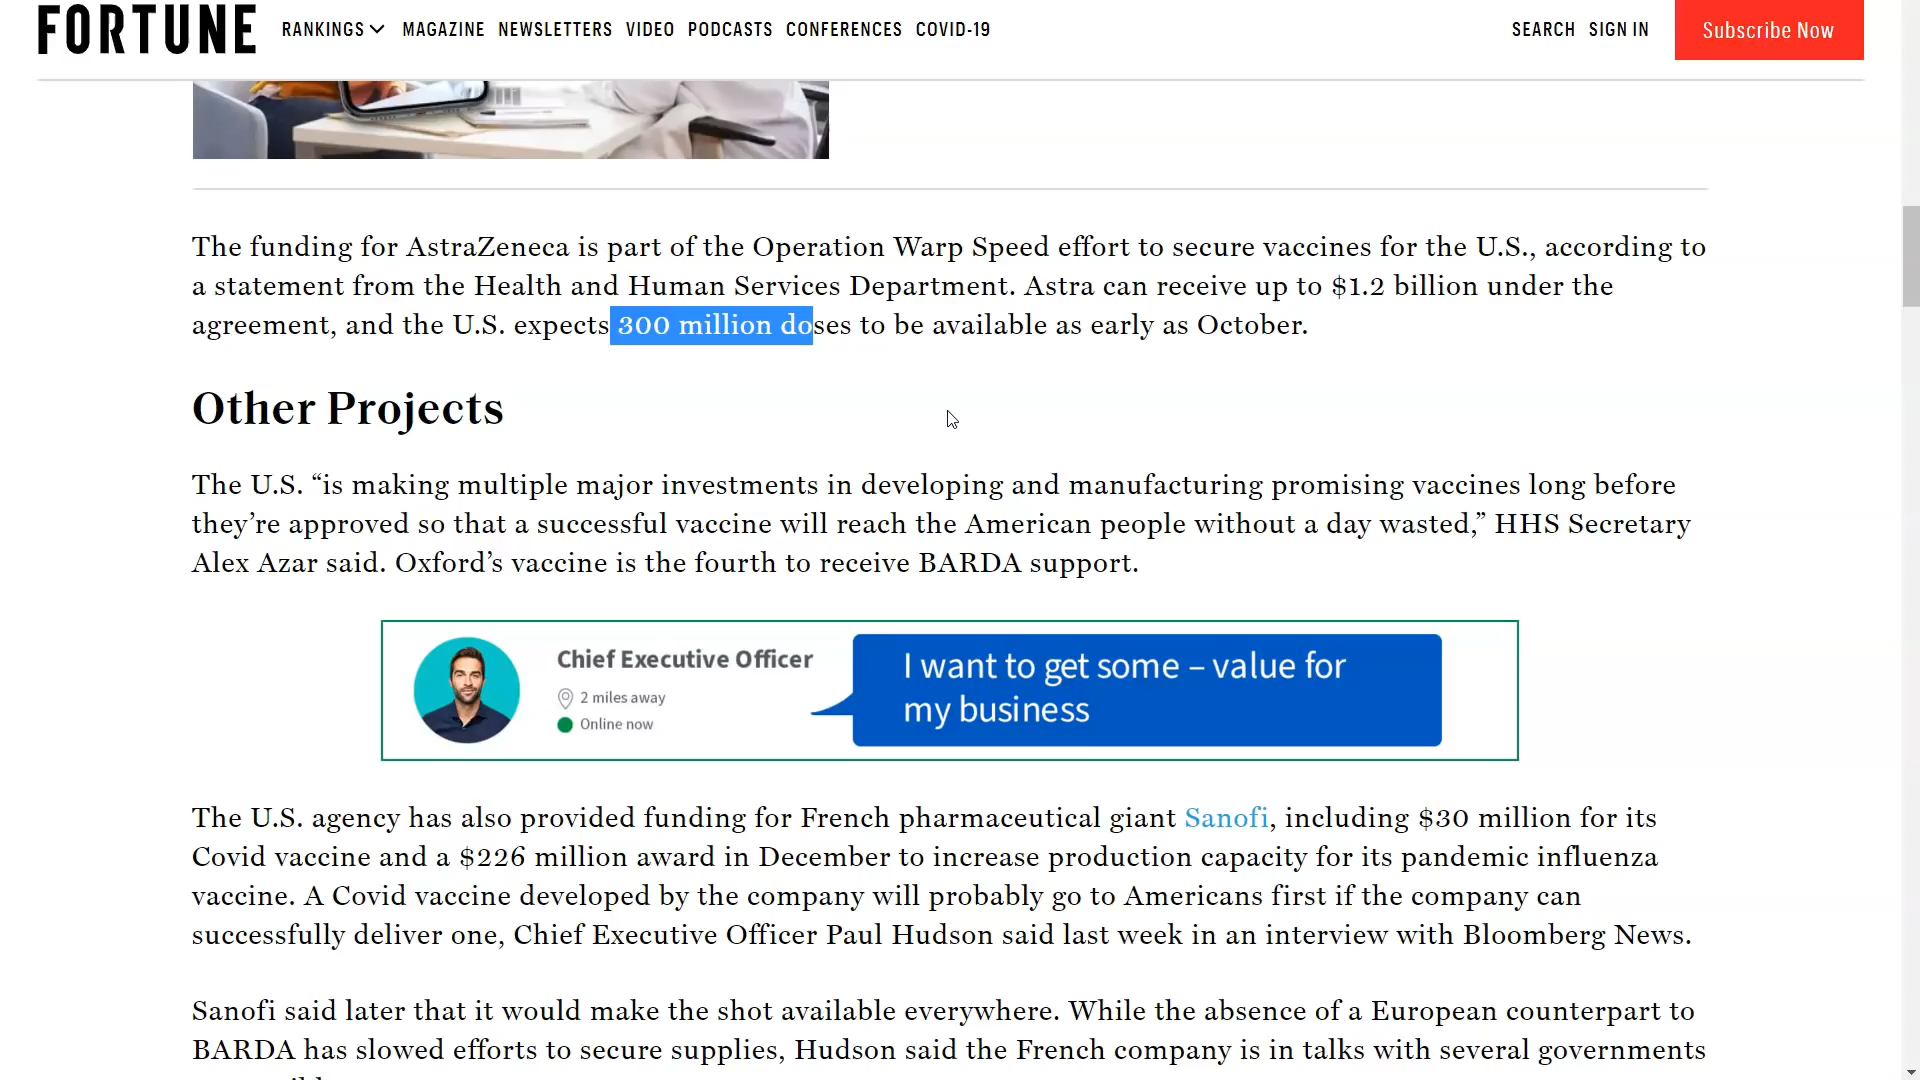 FORTUNE RANKINGS MAGAZINE NEWSLETTERS VIDEO PODCASTS CONFERENCES COVID-19 SEARCH SIGN IN Subscribe Now
The funding for AstraZeneca is part of the Operation Warp Speed effort to secure vaccines for the U.S., according to
a statement from the Health and Human Services Department. Astra can receive up to $1.2 billion under the
agreement, and the U.S. expects 300 million doses to be available as early as October.
Other Projects
The U.S. “is making multiple major investments in developing and manufacturing promising vaccines long before
they’re approved so that a successful vaccine will reach the American people without a day wasted,” HHS Secretary
Alex Azar said. Oxford’s vaccine is the fourth to receive BARDA support.
Chief Executive Officer
2 miles away
Online now
I want to get some – value for
my business
The U.S. agency has also provided funding for French pharmaceutical giant Sanofi, including $30 million for its
Covid vaccine and a $226 million award in December to increase production capacity for its pandemic influenza
vaccine. A Covid vaccine developed by the company will probably go to Americans first if the company can
successfully deliver one, Chief Executive Officer Paul Hudson said last week in an interview with Bloomberg News.
Sanofi said later that it would make the shot available everywhere. While the absence of a European counterpart to
BARDA has slowed efforts to secure supplies, Hudson said the French company is in talks with several governments